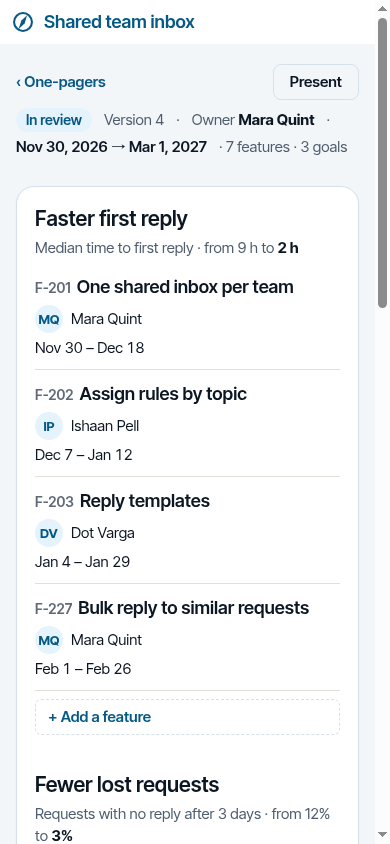 Shared team inbox
‹ One-pagers
Present
In review Version 4 · Owner Mara Quint ·
Nov 30, 2026 → Mar 1, 2027 · 7 features · 3 goals
Faster first reply
Median time to first reply · from 9 h to 2 h
F-201 One shared inbox per team
MQ Mara Quint
Nov 30 – Dec 18
F-202 Assign rules by topic
IP Ishaan Pell
Dec 7 – Jan 12
F-203 Reply templates
DV Dot Varga
Jan 4 – Jan 29
F-227 Bulk reply to similar requests
MQ Mara Quint
Feb 1 – Feb 26
+ Add a feature
Fewer lost requests
Requests with no reply after 3 days · from 12%
to 3%